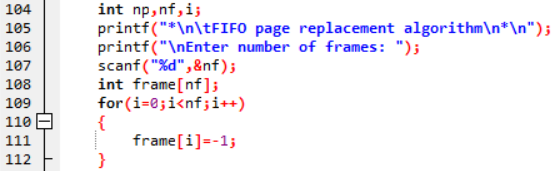 104 int np,nf,i;
105 printf("*\n\tFIFO page replacement algorithm\n*\n");
106 printf("\nEnter number of frames: ");
107 scanf("%d",&nf);
108 int frame[nf];
109 for(i=0;i<nf;i++)
110 {
111 frame[i]=-1;
112 }